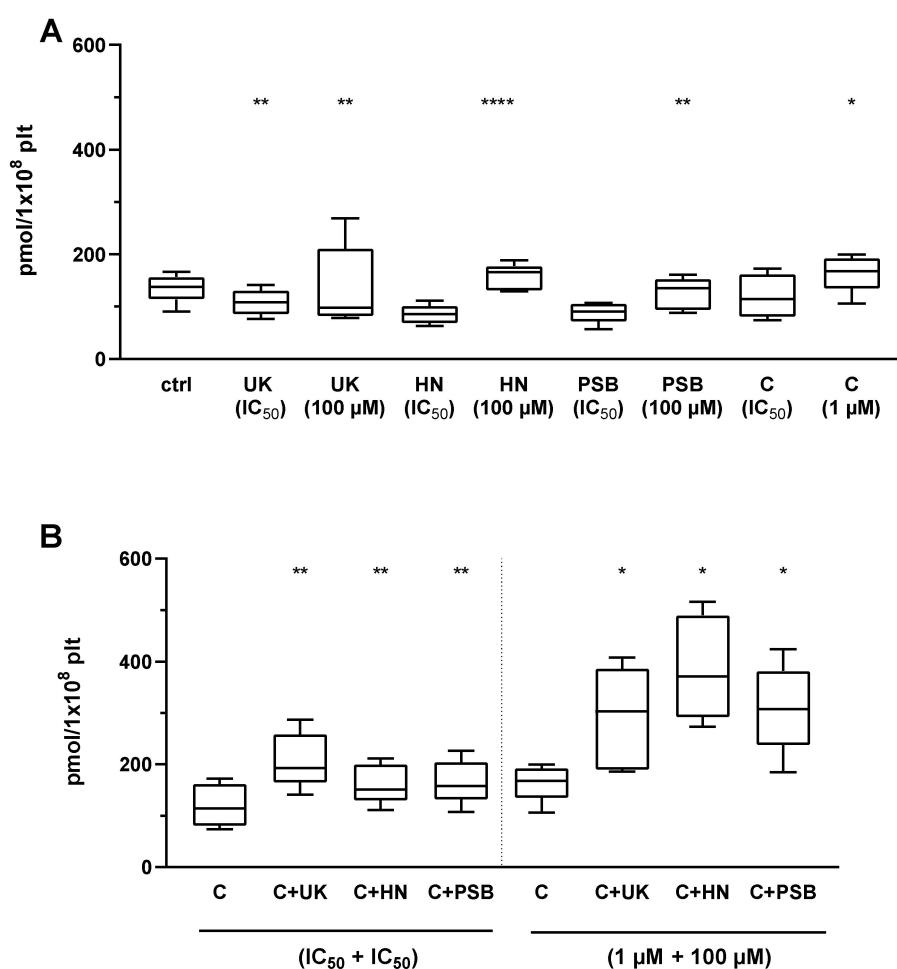 A
600
400
200
0
pmol/1x10⁸ plt
** ** **** ** *
ctrl UK UK HN HN PSB PSB C C
(IC₅₀) (100 µM) (IC₅₀) (100 µM) (IC₅₀) (100 µM) (IC₅₀) (1 µM)
B
600
400
200
0
pmol/1x10⁸ plt
** ** ** * * *
C C+UK C+HN C+PSB C C+UK C+HN C+PSB
(IC₅₀ + IC₅₀) (1 µM + 100 µM)